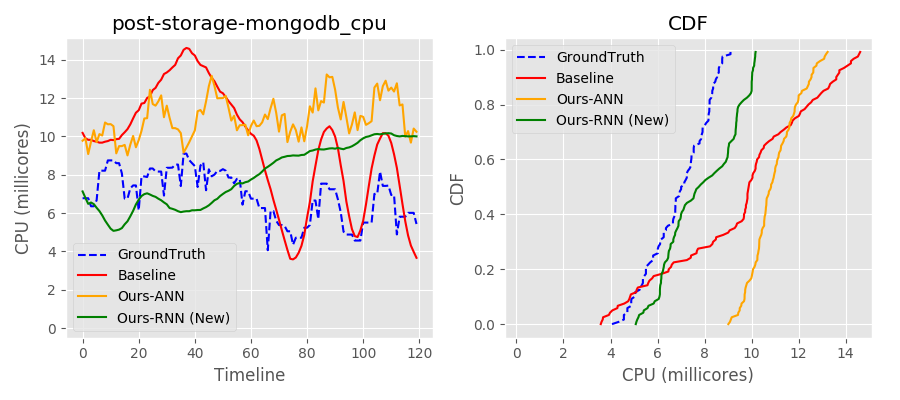 post-storage-mongodb_cpu
CPU (millicores)
14
12
10
8
6
4
2
0
GroundTruth
Baseline
Ours-ANN
Ours-RNN (New)
0 20 40 60 80 100 120
Timeline
CDF
CDF
1.0
0.8
0.6
0.4
0.2
0.0
GroundTruth
Baseline
Ours-ANN
Ours-RNN (New)
0 2 4 6 8 10 12 14
CPU (millicores)